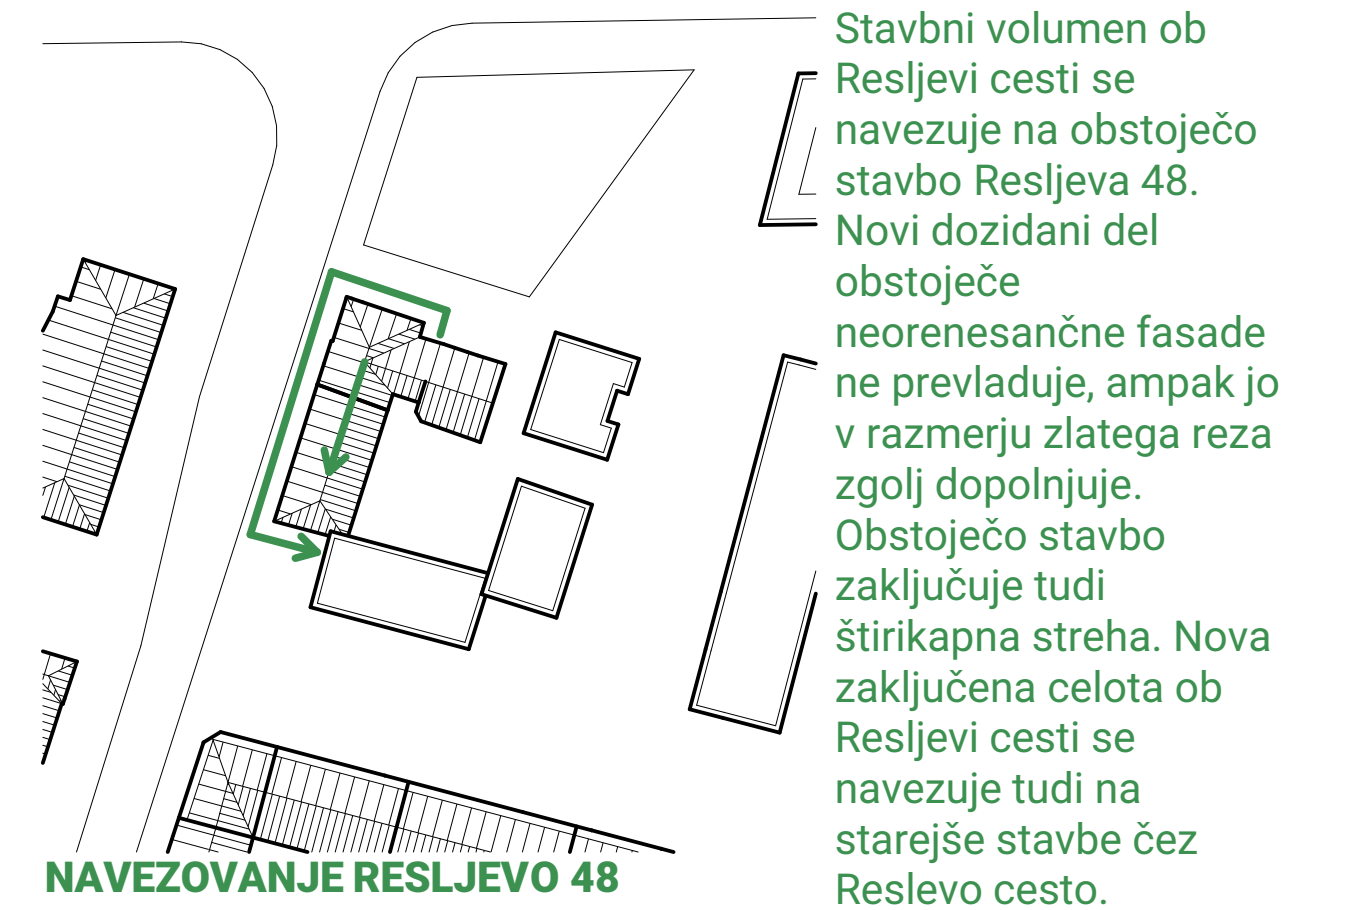 Stavbni volumen ob
Resljevi cesti se
navezuje na obstoječo
stavbo Resljeva 48.
Novi dozidani del
obstoječe
neorenesančne fasade
ne prevladuje, ampak jo
v razmerju zlatega reza
zgolj dopolnjuje.
Obstoječo stavbo
zaključuje tudi
štirikapna streha. Nova
zaključena celota ob
Resljevi cesti se
navezuje tudi na
starejše stavbe čez
Reslevo cesto.
NAVEZOVANJE RESLJEVO 48